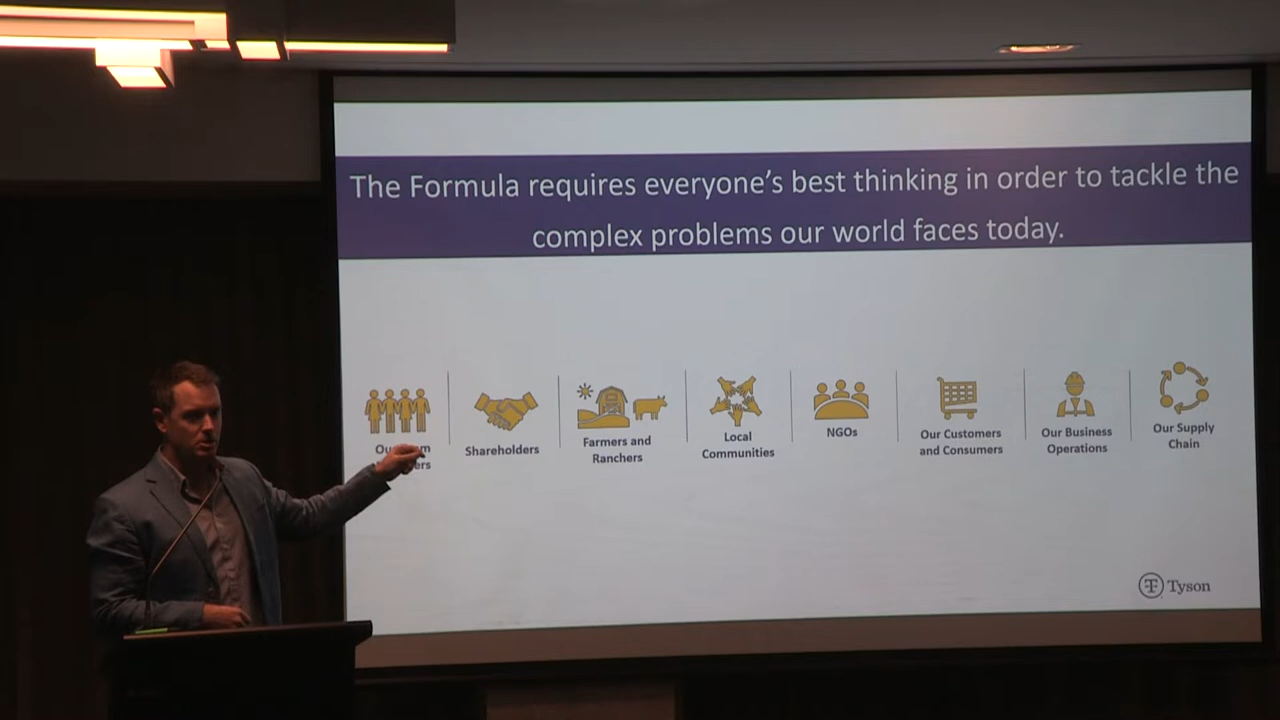 The Formula requires everyone's best thinking in order to tackle the
complex problems our world faces today.
Shareholders
Farmers and
Ranchers
Local
Communities
NGOs
Our Customers
and Consumers
Our Business
Operations
Our Supply
Chain
Tyson